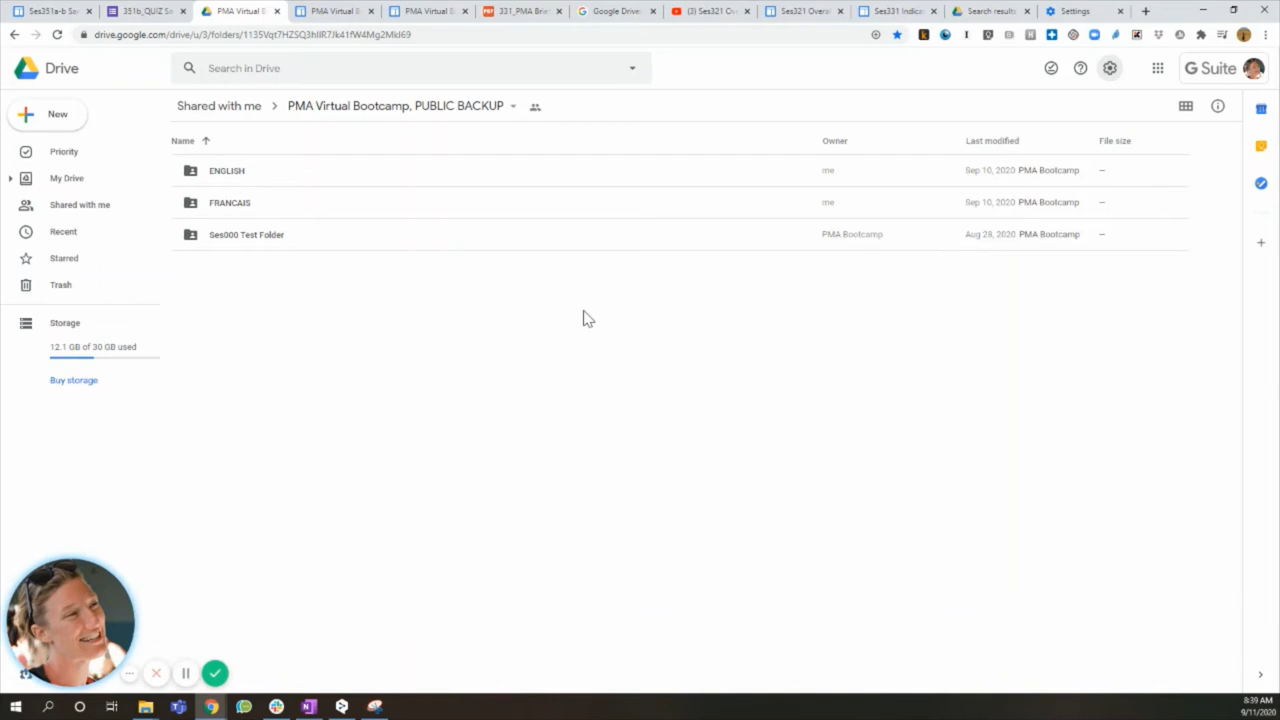 Ses351a-b Sa
351b_QUIZ Sa
PMA Virtual B
PMA Virtual B
PMA Virtual B
331_PMA Brie
Google Drive
(3) Ses321 Ov
Ses321 Overal
Ses331 Indica
Search results
Settings
drive.google.com/drive/u/3/folders/1135Vqt7HZSQ3hIIR7Jk41fW4Mg2MkI69
Drive
Search in Drive
G Suite
New
Shared with me > PMA Virtual Bootcamp, PUBLIC BACKUP
Name Owner Last modified File size
Priority
ENGLISH me Sep 10, 2020 PMA Bootcamp –
My Drive
FRANCAIS me Sep 10, 2020 PMA Bootcamp –
Shared with me
Recent
Ses000 Test Folder PMA Bootcamp Aug 28, 2020 PMA Bootcamp –
Starred
Trash
Storage
12.1 GB of 30 GB used
Buy storage
8:39 AM
9/11/2020